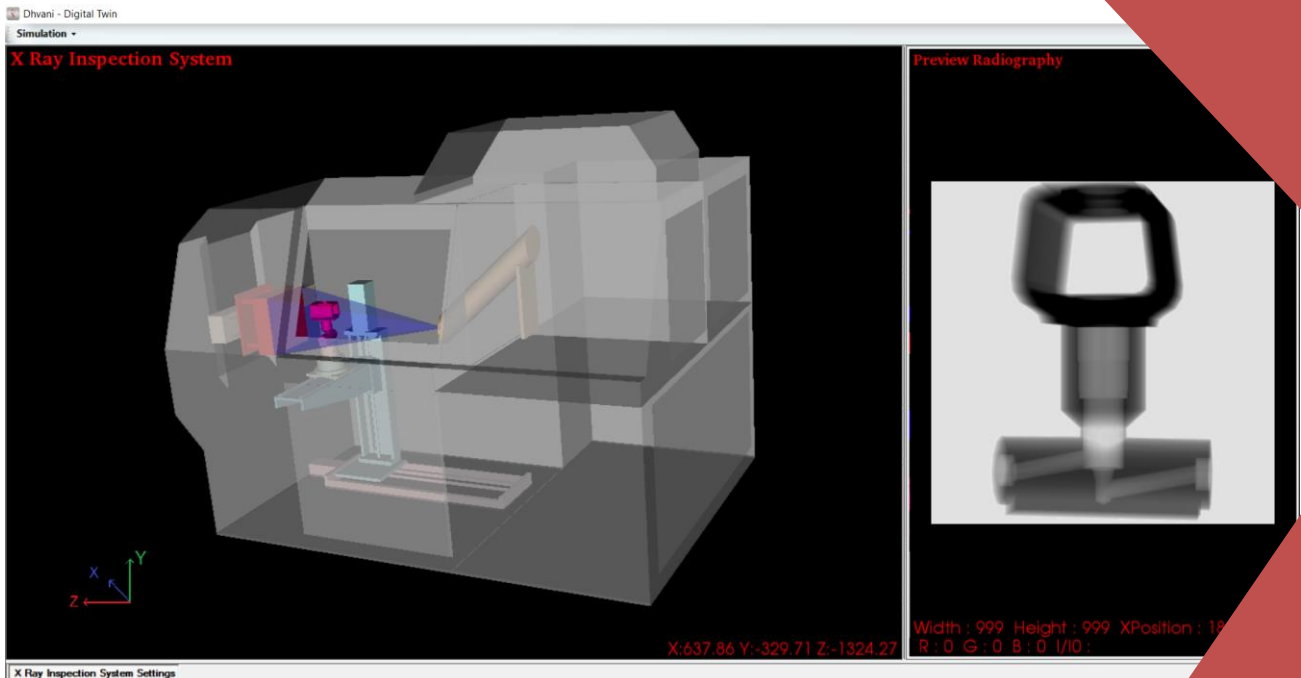 Dhvani - Digital Twin
Simulation
X Ray Inspection System
Preview Radiography
Y
X
Z
X:637.86 Y:-329.71 Z:-1324.27
Width : 999 Height : 999 XPosition :
R : 0 G : 0 B : 0 I/I0 :
X Ray Inspection System Settings